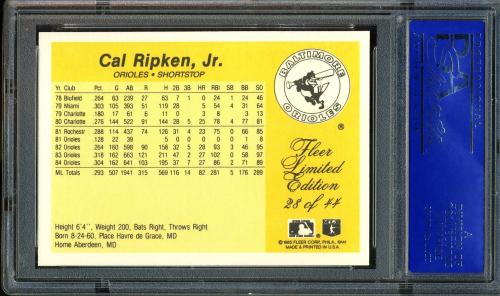 Cal Ripken, Jr.
ORIOLES • SHORTSTOP
Yr. Club Pct. G AB R H 2B 3B HR RBI SB BB SO
78 Bluefield .264 63 239 27 63 7 1 0 24 1 24 46
79 Miami .303 105 393 51 119 28 5 54 4 31 64
79 Charlotte .180 17 61 6 11 0 3 8 3 13
80 Charlotte .276 144 522 91 144 28 5 25 78 4 77 81
81 Rochestr .288 114 437 74 126 31 4 23 75 0 66 85
81 Orioles .128 22 39 5 0 0 0 0 0 1 8
82 Orioles .264 160 598 90 158 32 5 28 93 3 46 95
83 Orioles .318 162 663 121 211 47 2 27 102 0 58 97
84 Orioles .304 162 641 103 195 37 7 27 86 2 71 89
ML Totals .293 507 1941 315 569 116 14 82 281 5 176 289
BALTIMORE
ORIOLES
®
Fleer
Limited
Edition
28 of 44
Height 6'4", Weight 200, Bats Right, Throws Right
Born 8-24-60, Place Havre de Grace, MD
Home Aberdeen, MD
©1985 FLEER CORP., PHILA. 19141
MADE & PRINTED IN U.S.A.
PSA